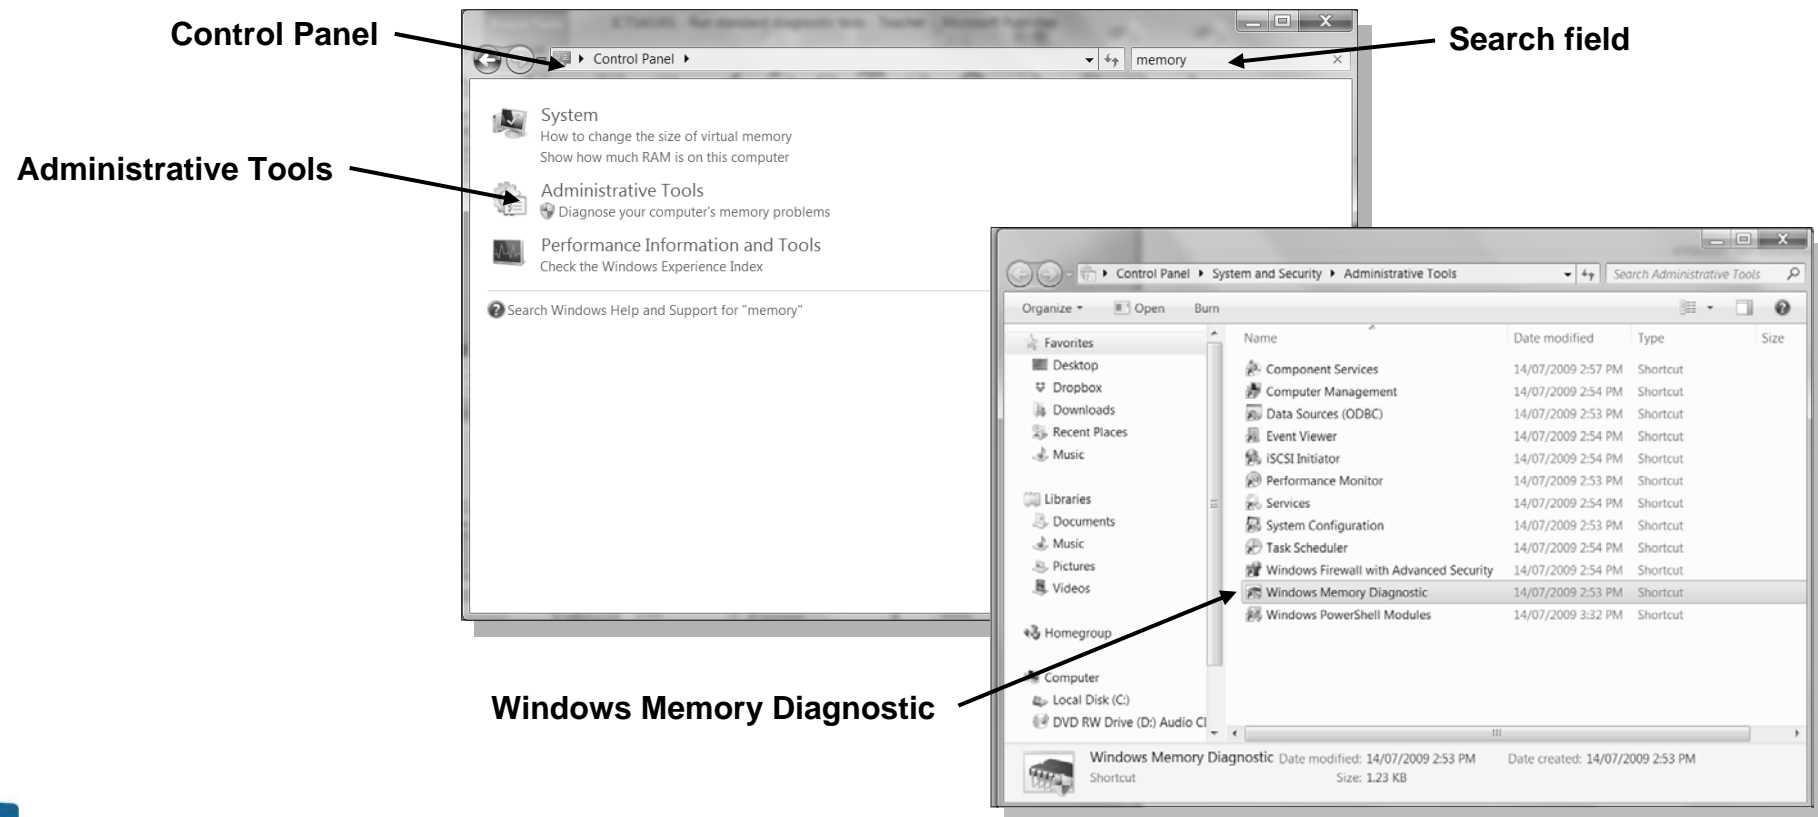 Control Panel
Search field
Administrative Tools
Windows Memory Diagnostic
Control Panel
memory
System
How to change the size of virtual memory
Show how much RAM is on this computer
Administrative Tools
Diagnose your computer's memory problems
Performance Information and Tools
Check the Windows Experience Index
Search Windows Help and Support for "memory"
Control Panel System and Security Administrative Tools Search Administrative Tools
Organize Open Burn
Favorites
Desktop
Dropbox
Downloads
Recent Places
Music
Libraries
Documents
Music
Pictures
Videos
Homegroup
Computer
Local Disk (C:)
DVD RW Drive (D:) Audio
Name Date modified Type Size
Component Services 14/07/2009 2:57 PM Shortcut
Computer Management 14/07/2009 2:54 PM Shortcut
Data Sources (ODBC) 14/07/2009 2:53 PM Shortcut
Event Viewer 14/07/2009 2:54 PM Shortcut
iSCSI Initiator 14/07/2009 2:54 PM Shortcut
Performance Monitor 14/07/2009 2:53 PM Shortcut
Services 14/07/2009 2:54 PM Shortcut
System Configuration 14/07/2009 2:53 PM Shortcut
Task Scheduler 14/07/2009 2:54 PM Shortcut
Windows Firewall with Advanced Security 14/07/2009 2:54 PM Shortcut
Windows Memory Diagnostic 14/07/2009 2:53 PM Shortcut
Windows PowerShell Modules 14/07/2009 3:32 PM Shortcut
Windows Memory Diagnostic Date modified: 14/07/2009 2:53 PM Date created: 14/07/2009 2:53 PM
Shortcut Size: 1.23 KB